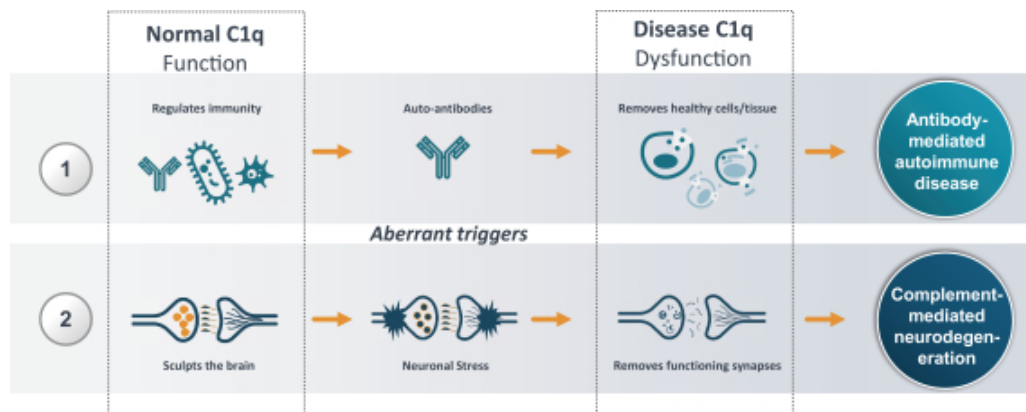 Normal C1q
Function
Disease C1q
Dysfunction
1
Regulates immunity
Auto-antibodies
Removes healthy cells/tissue
Antibody-
mediated
autoimmune
disease
Aberrant triggers
2
Sculpts the brain
Neuronal Stress
Removes functioning synapses
Complement-
mediated
neurodegen-
eration